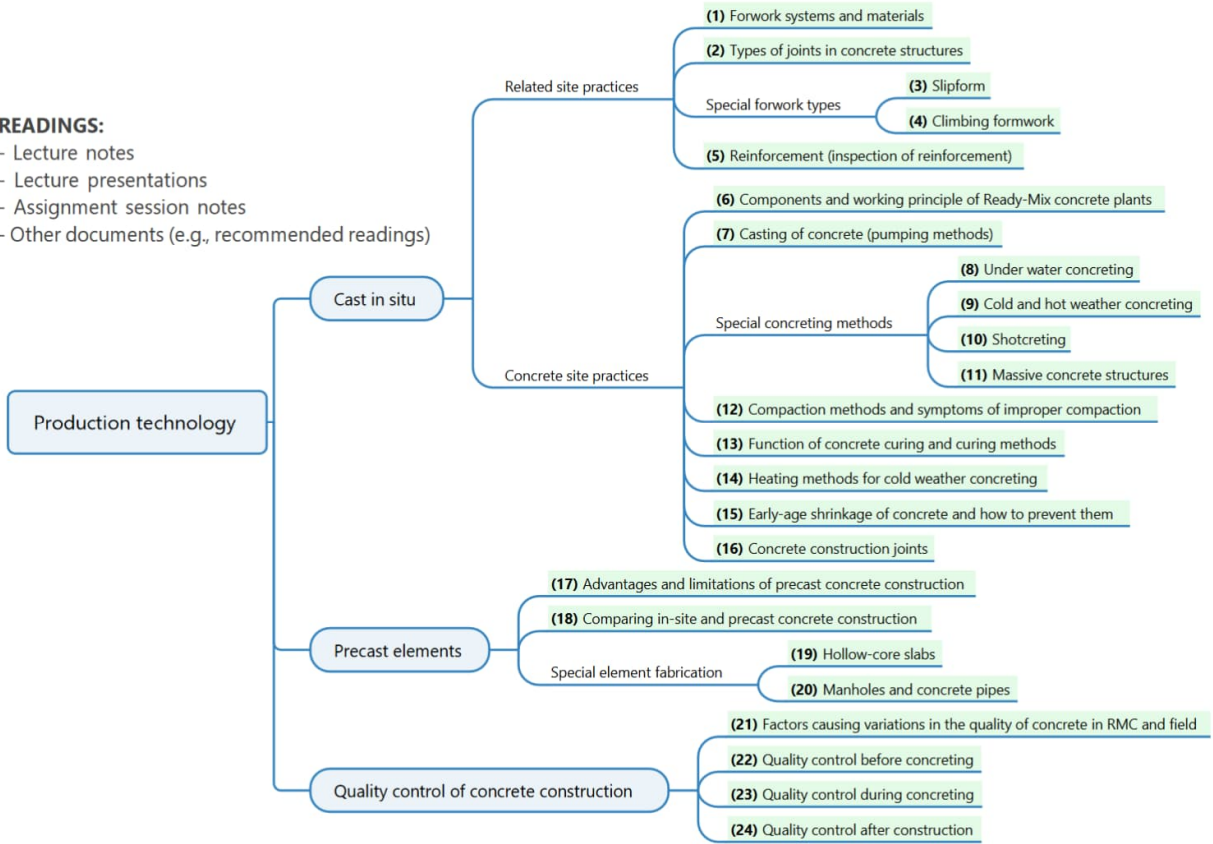 READINGS:
- Lecture notes
- Lecture presentations
- Assignment session notes
- Other documents (e.g., recommended readings)
Production technology
Cast in situ
Related site practices
(1) Forwork systems and materials
(2) Types of joints in concrete structures
Special forwork types
(3) Slipform
(4) Climbing formwork
(5) Reinforcement (inspection of reinforcement)
Concrete site practices
(6) Components and working principle of Ready-Mix concrete plants
(7) Casting of concrete (pumping methods)
Special concreting methods
(8) Under water concreting
(9) Cold and hot weather concreting
(10) Shotcreting
(11) Massive concrete structures
(12) Compaction methods and symptoms of improper compaction
(13) Function of concrete curing and curing methods
(14) Heating methods for cold weather concreting
(15) Early-age shrinkage of concrete and how to prevent them
(16) Concrete construction joints
Precast elements
(17) Advantages and limitations of precast concrete construction
(18) Comparing in-site and precast concrete construction
Special element fabrication
(19) Hollow-core slabs
(20) Manholes and concrete pipes
Quality control of concrete construction
(21) Factors causing variations in the quality of concrete in RMC and field
(22) Quality control before concreting
(23) Quality control during concreting
(24) Quality control after construction